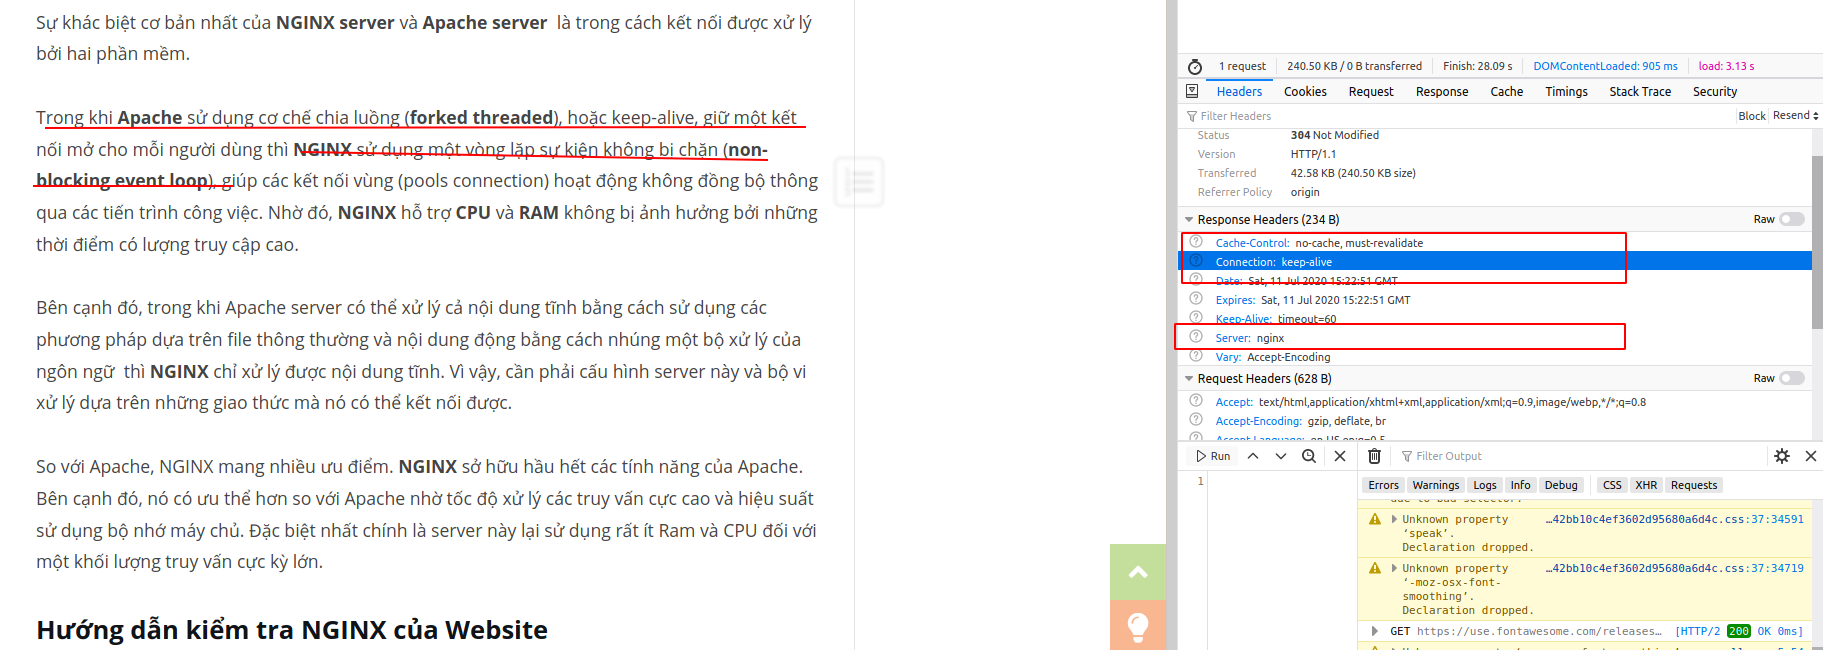 Sự khác biệt cơ bản nhất của NGINX server và Apache server là trong cách kết nối được xử lý
bởi hai phần mềm.
Trong khi Apache sử dụng cơ chế chia luồng (forked threaded), hoặc keep-alive, giữ một kết
nối mở cho mỗi người dùng thì NGINX sử dụng một vòng lặp sự kiện không bị chặn (non-
blocking event loop), giúp các kết nối vùng (pools connection) hoạt động không đồng bộ thông
qua các tiến trình công việc. Nhờ đó, NGINX hỗ trợ CPU và RAM không bị ảnh hưởng bởi những
thời điểm có lượng truy cập cao.
Bên cạnh đó, trong khi Apache server có thể xử lý cả nội dung tĩnh bằng cách sử dụng các
phương pháp dựa trên file thông thường và nội dung động bằng cách nhúng một bộ xử lý của
ngôn ngữ thì NGINX chỉ xử lý được nội dung tĩnh. Vì vậy, cần phải cấu hình server này và bộ vi
xử lý dựa trên những giao thức mà nó có thể kết nối được.
So với Apache, NGINX mang nhiều ưu điểm. NGINX sở hữu hầu hết các tính năng của Apache.
Bên cạnh đó, nó có ưu thế hơn so với Apache nhờ tốc độ xử lý các truy vấn cực cao và hiệu suất
sử dụng bộ nhớ máy chủ. Đặc biệt nhất chính là server này lại sử dụng rất ít Ram và CPU đối với
một khối lượng truy vấn cực kỳ lớn.
Hướng dẫn kiểm tra NGINX của Website
1 request 240.50 KB / 0 B transferred Finish: 28.09 s DOMContentLoaded: 905 ms load: 3.13 s
Headers Cookies Request Response Cache Timings Stack Trace Security
Filter Headers Block Resend
Status 304 Not Modified
Version HTTP/1.1
Transferred 42.58 KB (240.50 KB size)
Referrer Policy origin
Response Headers (234 B) Raw
Cache-Control: no-cache, must-revalidate
Connection: keep-alive
Date: Sat, 11 Jul 2020 15:22:51 GMT
Expires: Sat, 11 Jul 2020 15:22:51 GMT
Keep-Alive: timeout=60
Server: nginx
Vary: Accept-Encoding
Request Headers (628 B) Raw
Accept: text/html,application/xhtml+xml,application/xml;q=0.9,image/webp,*/*;q=0.8
Accept-Encoding: gzip, deflate, br
Accept-Language: en-US,en;q=0.5
Run Filter Output
1
Errors Warnings Logs Info Debug CSS XHR Requests
due to bad selector.
Unknown property …42bb10c4ef3602d95680a6d4c.css:37:34591
‘speak’.
Declaration dropped.
Unknown property …42bb10c4ef3602d95680a6d4c.css:37:34719
‘-moz-osx-font-
smoothing’.
Declaration dropped.
GET https://use.fontawesome.com/releases… [HTTP/2 200 OK 0ms]